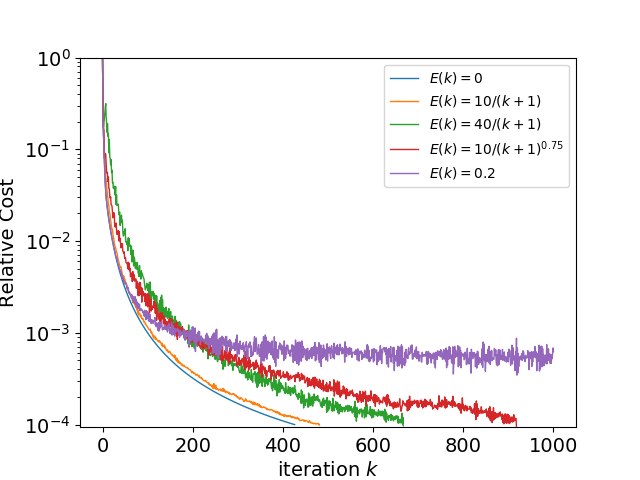 10^0
10^{-1}
10^{-2}
10^{-3}
10^{-4}
Relative Cost
E(k) = 0
E(k) = 10/(k + 1)
E(k) = 40/(k + 1)
E(k) = 10/(k + 1)^{0.75}
E(k) = 0.2
0 200 400 600 800 1000
iteration k